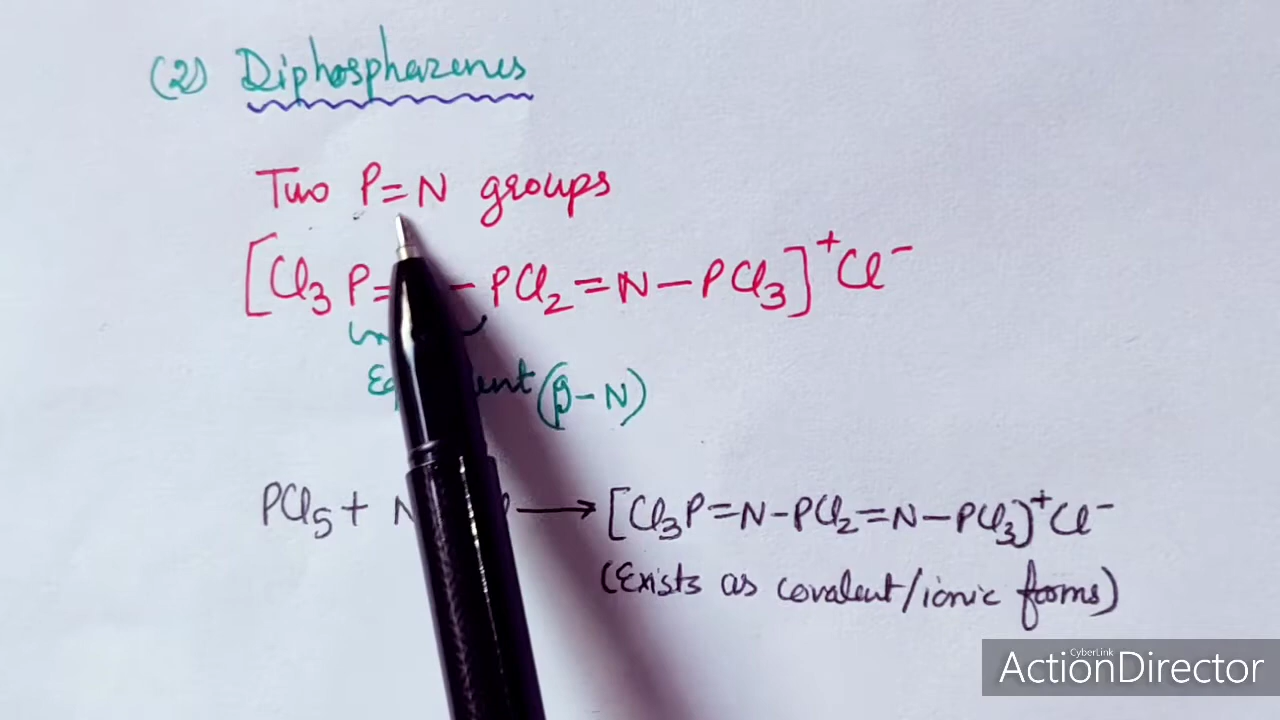 (2) Diphosphazenes
Two P=N groups
[Cl₃ P= – PCl₂ = N – PCl₃]⁺Cl⁻
(P–N)
PCl₅ + N ⟶ [Cl₃P=N–PCl₂=N–PCl₃]⁺Cl⁻
(Exists as covalent/ionic forms)
CyberLink
ActionDirector